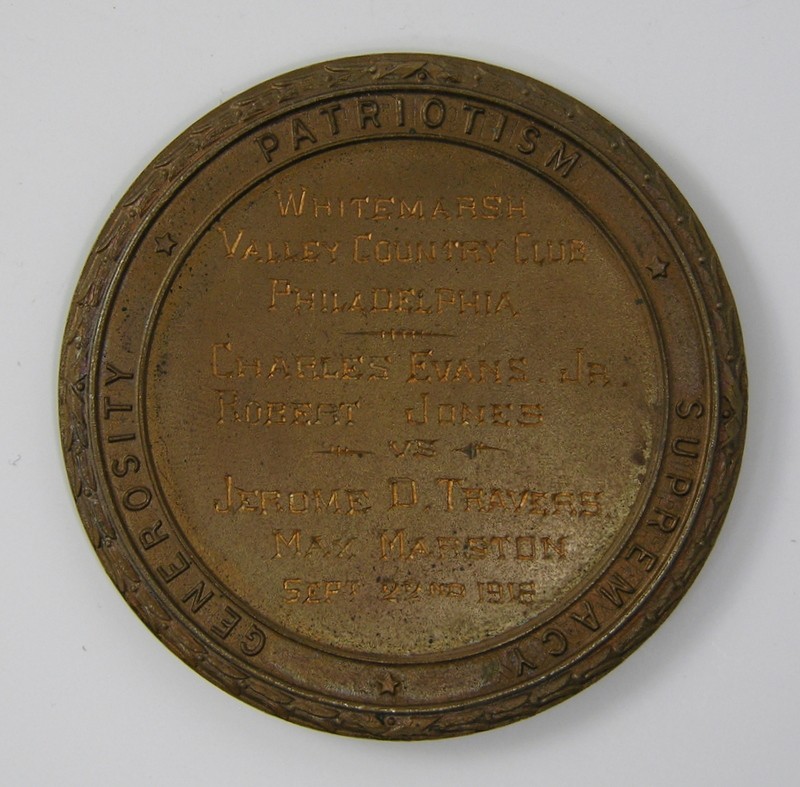 PATRIOTISM
WHITEMARSH
VALLEY COUNTRY CLUB
PHILADELPHIA
CHARLES EVANS. JR.
ROBERT JONES
VS
JEROME D. TRAVERS
MAX MARSTON
SEPT 22ND 1918
GENEROSITY
SUPREMACY